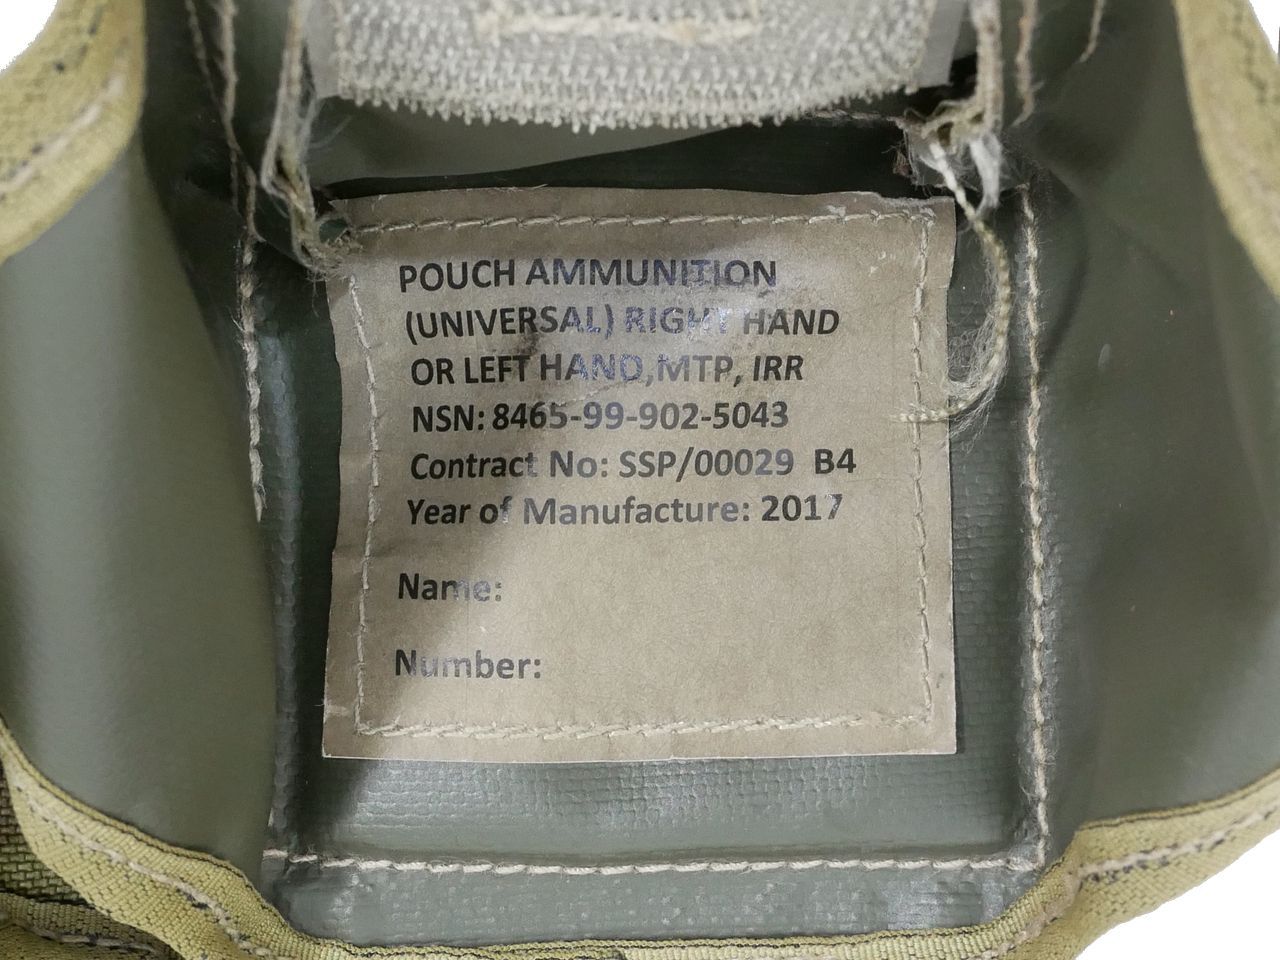 POUCH AMMUNITION
(UNIVERSAL) RIGHT HAND
OR LEFT HAND,MTP, IRR
NSN: 8465-99-902-5043
Contract No: SSP/00029 B4
Year of Manufacture: 2017
Name:
Number: